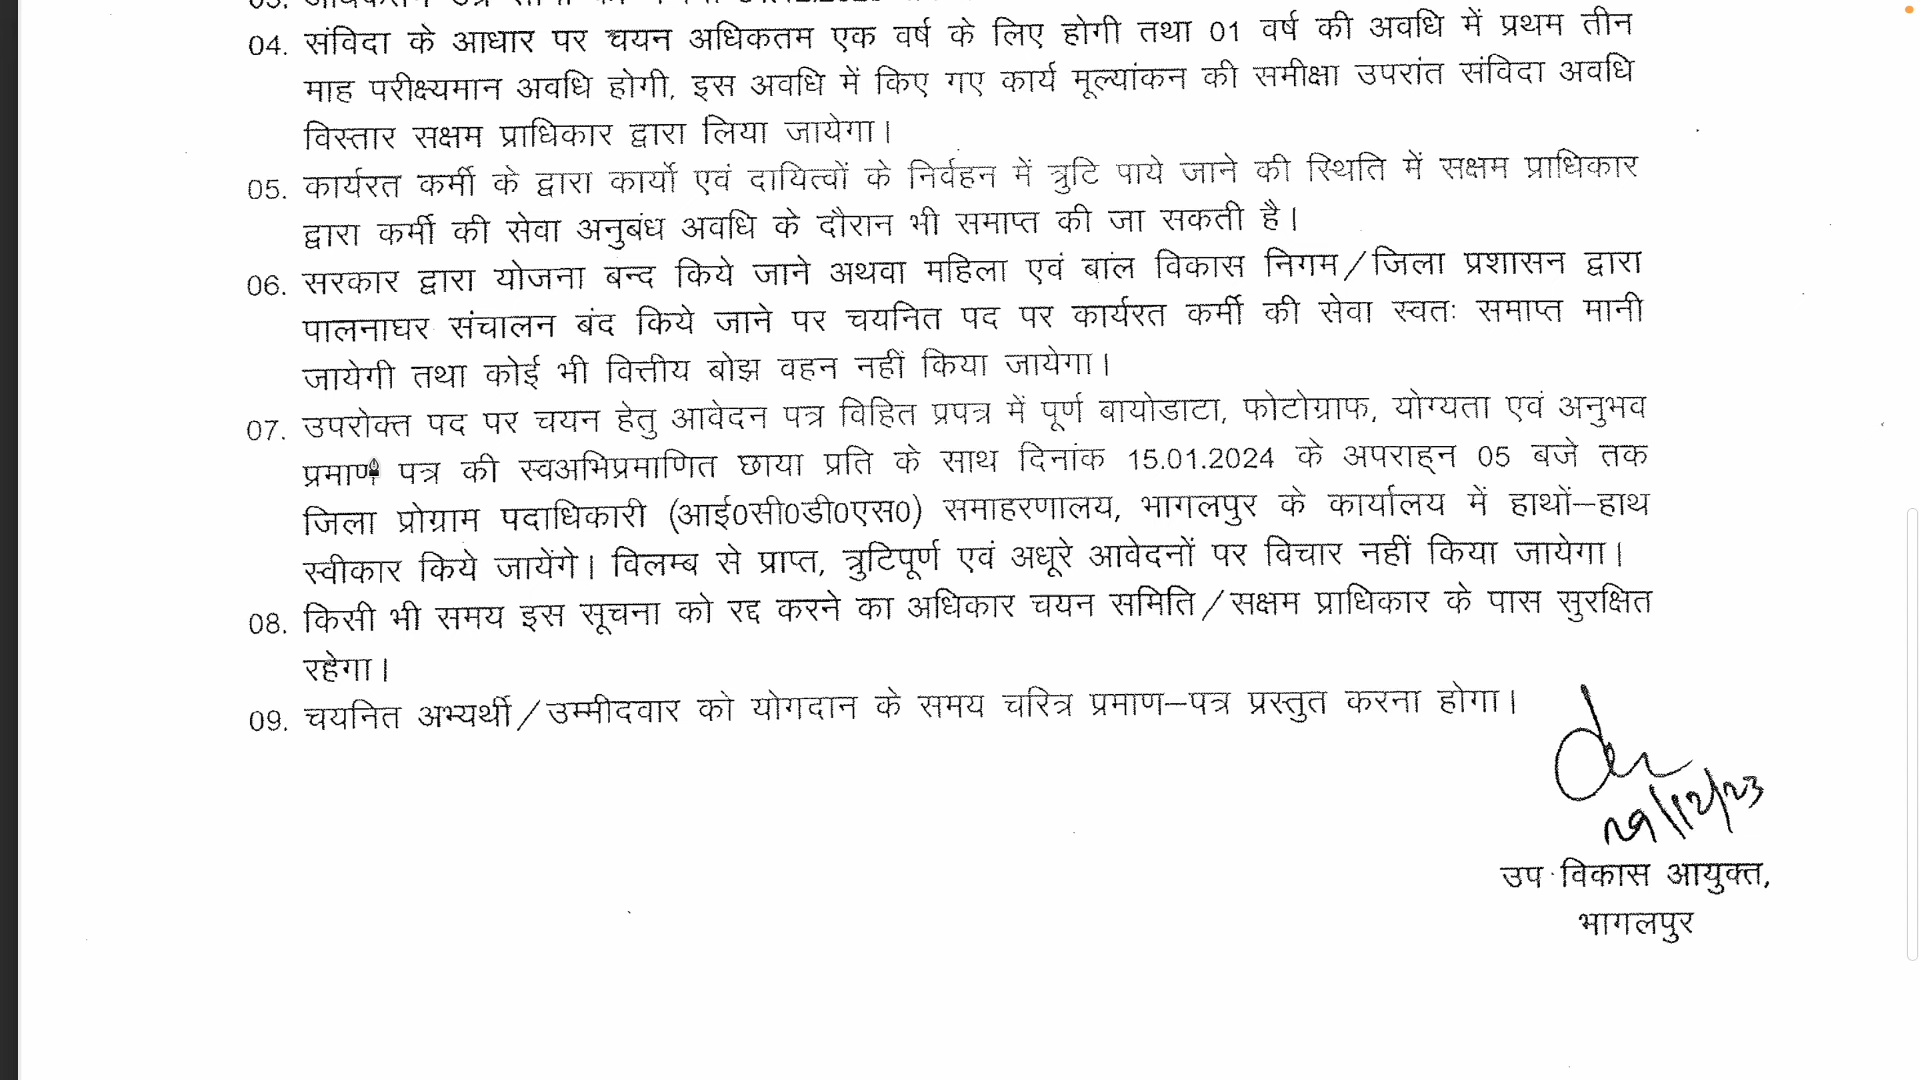 04. संविदा के आधार पर चयन अधिकतम एक वर्ष के लिए होगी तथा 01 वर्ष की अवधि में प्रथम तीन
माह परीक्ष्यमान अवधि होगी, इस अवधि में किए गए कार्य मूल्यांकन की समीक्षा उपरांत संविदा अवधि
विस्तार सक्षम प्राधिकार द्वारा लिया जायेगा।
05. कार्यरत कर्मी के द्वारा कार्यो एवं दायित्वों के निर्वहन में त्रुटि पाये जाने की स्थिति में सक्षम प्राधिकार
द्वारा कर्मी की सेवा अनुबंध अवधि के दौरान भी समाप्त की जा सकती है।
06. सरकार द्वारा योजना बन्द किये जाने अथवा महिला एवं बाल विकास निगम/जिला प्रशासन द्वारा
पालनाघर संचालन बंद किये जाने पर चयनित पद पर कार्यरत कर्मी की सेवा स्वतः समाप्त मानी
जायेगी तथा कोई भी वित्तीय बोझ वहन नहीं किया जायेगा।
07. उपरोक्त पद पर चयन हेतु आवेदन पत्र विहित प्रपत्र में पूर्ण बायोडाटा, फोटोग्राफ, योग्यता एवं अनुभव
प्रमाण पत्र की स्वअभिप्रमाणित छाया प्रति के साथ दिनांक 15.01.2024 के अपराह्न 05 बजे तक
जिला प्रोग्राम पदाधिकारी (आई0सी0डी0एस0) समाहरणालय, भागलपुर के कार्यालय में हाथों–हाथ
स्वीकार किये जायेंगे। विलम्ब से प्राप्त, त्रुटिपूर्ण एवं अधूरे आवेदनों पर विचार नहीं किया जायेगा।
08. किसी भी समय इस सूचना को रद्द करने का अधिकार चयन समिति/सक्षम प्राधिकार के पास सुरक्षित
रहेगा।
09. चयनित अभ्यर्थी/उम्मीदवार को योगदान के समय चरित्र प्रमाण–पत्र प्रस्तुत करना होगा।
29/12/23
उप विकास आयुक्त,
भागलपुर